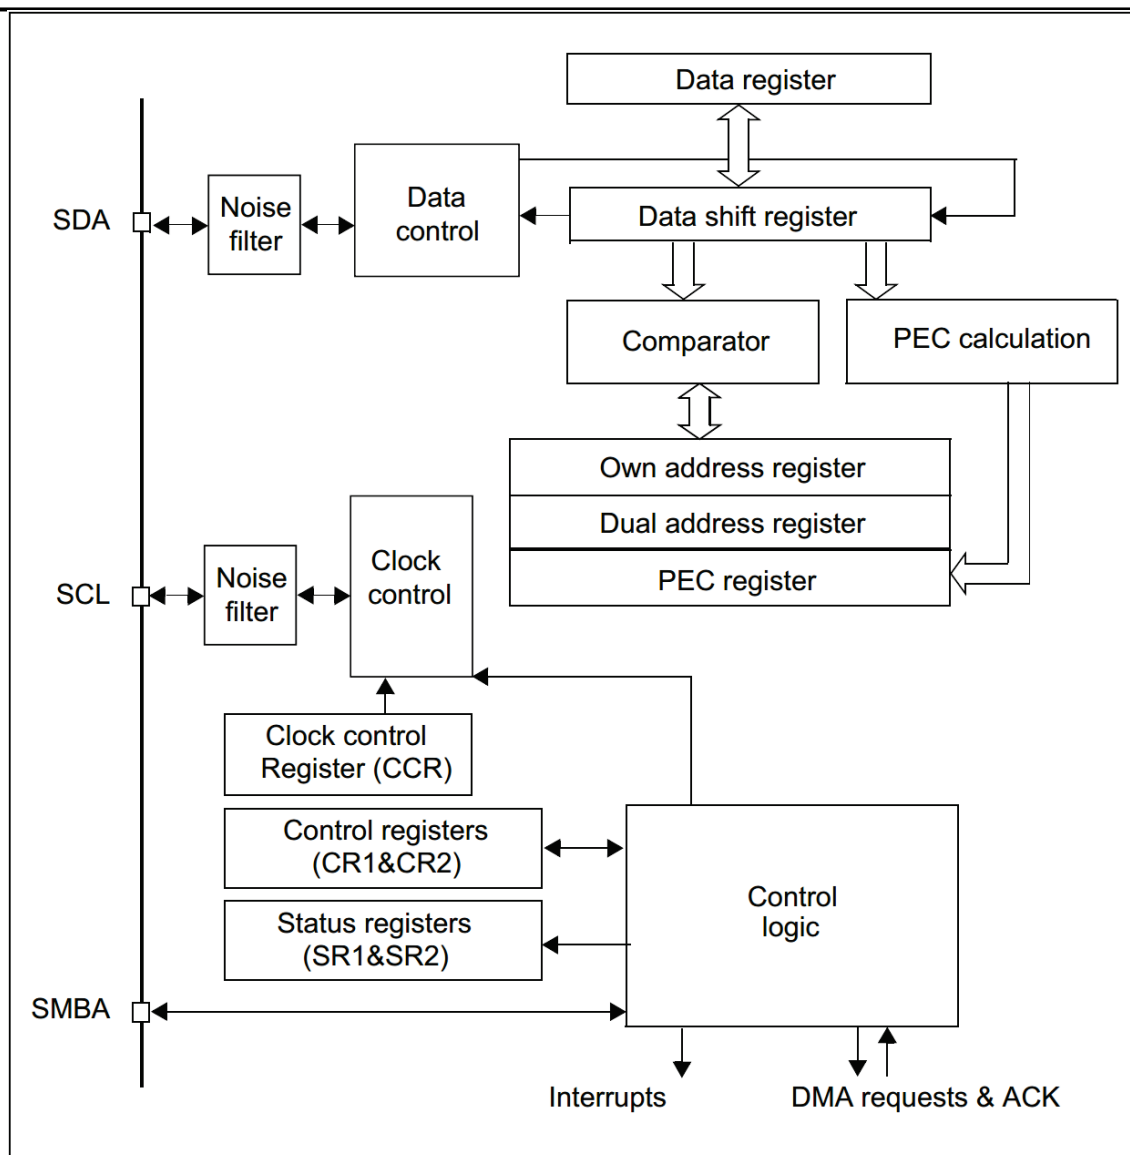 Data register
SDA
Noise
filter
Data
control
Data shift register
Comparator
PEC calculation
Own address register
Dual address register
PEC register
SCL
Noise
filter
Clock
control
Clock control
Register (CCR)
Control registers
(CR1&CR2)
Status registers
(SR1&SR2)
Control
logic
SMBA
Interrupts
DMA requests & ACK